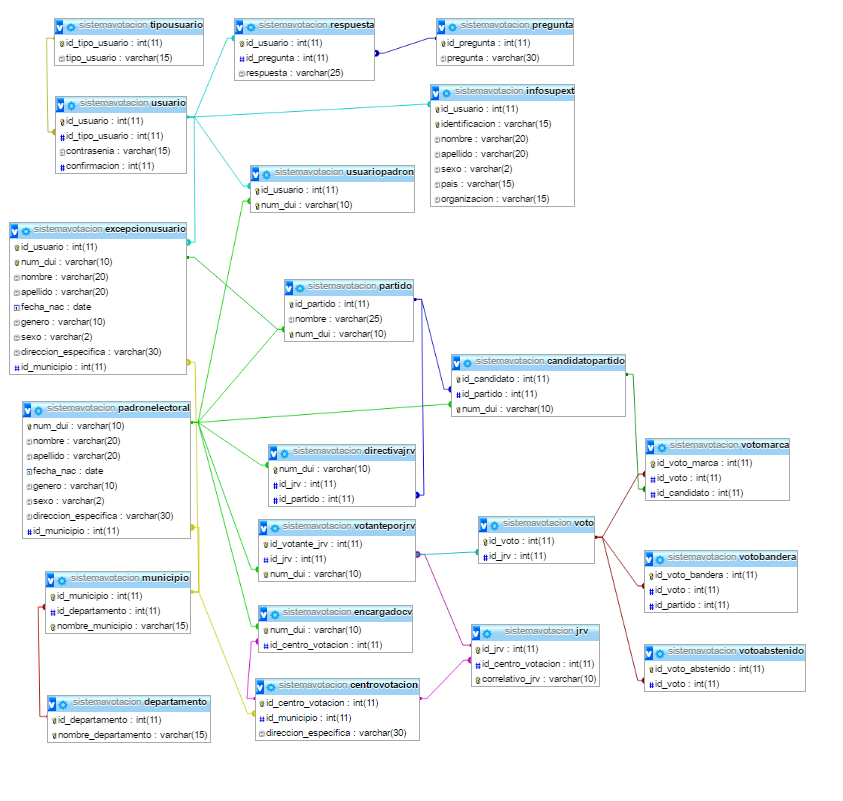 sistemavotacion tipousuario
id_tipo_usuario : int(11)
tipo_usuario : varchar(15)
sistemavotacion respuesta
id_usuario : int(11)
id_pregunta : int(11)
respuesta : varchar(25)
sistemavotacion pregunta
id_pregunta : int(11)
pregunta : varchar(30)
sistemavotacion usuario
id_usuario : int(11)
id_tipo_usuario : int(11)
contrasenia : varchar(15)
confirmacion : int(11)
sistemavotacion infosupext
id_usuario : int(11)
identificacion : varchar(15)
nombre : varchar(20)
apellido : varchar(20)
sexo : varchar(2)
pais : varchar(15)
organizacion : varchar(15)
sistemavotacion usuariopadron
id_usuario : int(11)
num_dui : varchar(10)
sistemavotacion excepcionusuario
id_usuario : int(11)
num_dui : varchar(10)
nombre : varchar(20)
apellido : varchar(20)
fecha_nac : date
genero : varchar(10)
sexo : varchar(2)
direccion_especifica : varchar(30)
id_municipio : int(11)
sistemavotacion partido
id_partido : int(11)
nombre : varchar(25)
num_dui : varchar(10)
sistemavotacion candidatopartido
id_candidato : int(11)
id_partido : int(11)
num_dui : varchar(10)
sistemavotacion padronelectoral
num_dui : varchar(10)
nombre : varchar(20)
apellido : varchar(20)
fecha_nac : date
genero : varchar(10)
sexo : varchar(2)
direccion_especifica : varchar(30)
id_municipio : int(11)
sistemavotacion directivajrv
num_dui : varchar(10)
id_jrv : int(11)
id_partido : int(11)
sistemavotacion votomarca
id_voto_marca : int(11)
id_voto : int(11)
id_candidato : int(11)
sistemavotacion votanteporjrv
id_votante_jrv : int(11)
id_jrv : int(11)
num_dui : varchar(10)
sistemavotacion voto
id_voto : int(11)
id_jrv : int(11)
sistemavotacion votobandera
id_voto_bandera : int(11)
id_voto : int(11)
id_partido : int(11)
sistemavotacion municipio
id_municipio : int(11)
id_departamento : int(11)
nombre_municipio : varchar(15)
sistemavotacion encargadocv
num_dui : varchar(10)
id_centro_votacion : int(11)
sistemavotacion jrv
id_jrv : int(11)
id_centro_votacion : int(11)
correlativo_jrv : varchar(10)
sistemavotacion votoabstenido
id_voto_abstenido : int(11)
id_voto : int(11)
sistemavotacion departamento
id_departamento : int(11)
nombre_departamento : varchar(15)
sistemavotacion centrovotacion
id_centro_votacion : int(11)
id_municipio : int(11)
direccion_especifica : varchar(30)